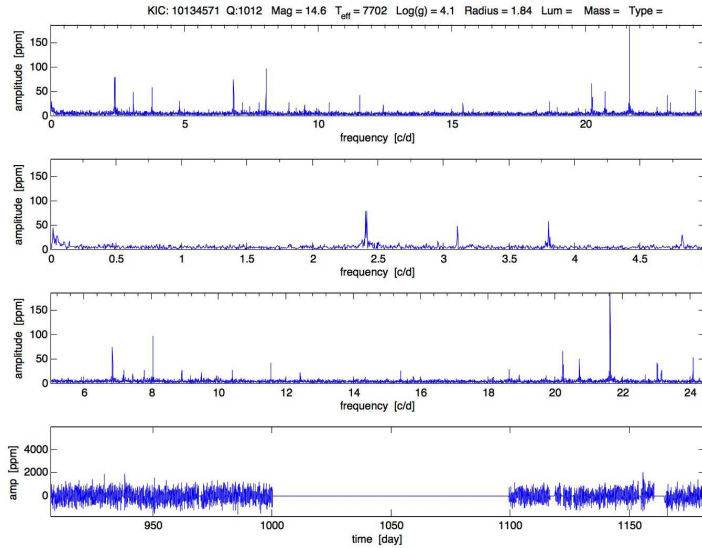 KIC: 10134571 Q:1012 Mag = 14.6 Teff = 7702 Log(g) = 4.1 Radius = 1.84 Lum = Mass = Type =
amplitude [ppm]
150
100
50
0
0 5 10 15 20
frequency [c/d]
amplitude [ppm]
150
100
50
0
0 0.5 1 1.5 2 2.5 3 3.5 4 4.5
frequency [c/d]
amplitude [ppm]
150
100
50
0
6 8 10 12 14 16 18 20 22 24
frequency [c/d]
amp [ppm]
4000
2000
0
950 1000 1050 1100 1150
time [day]